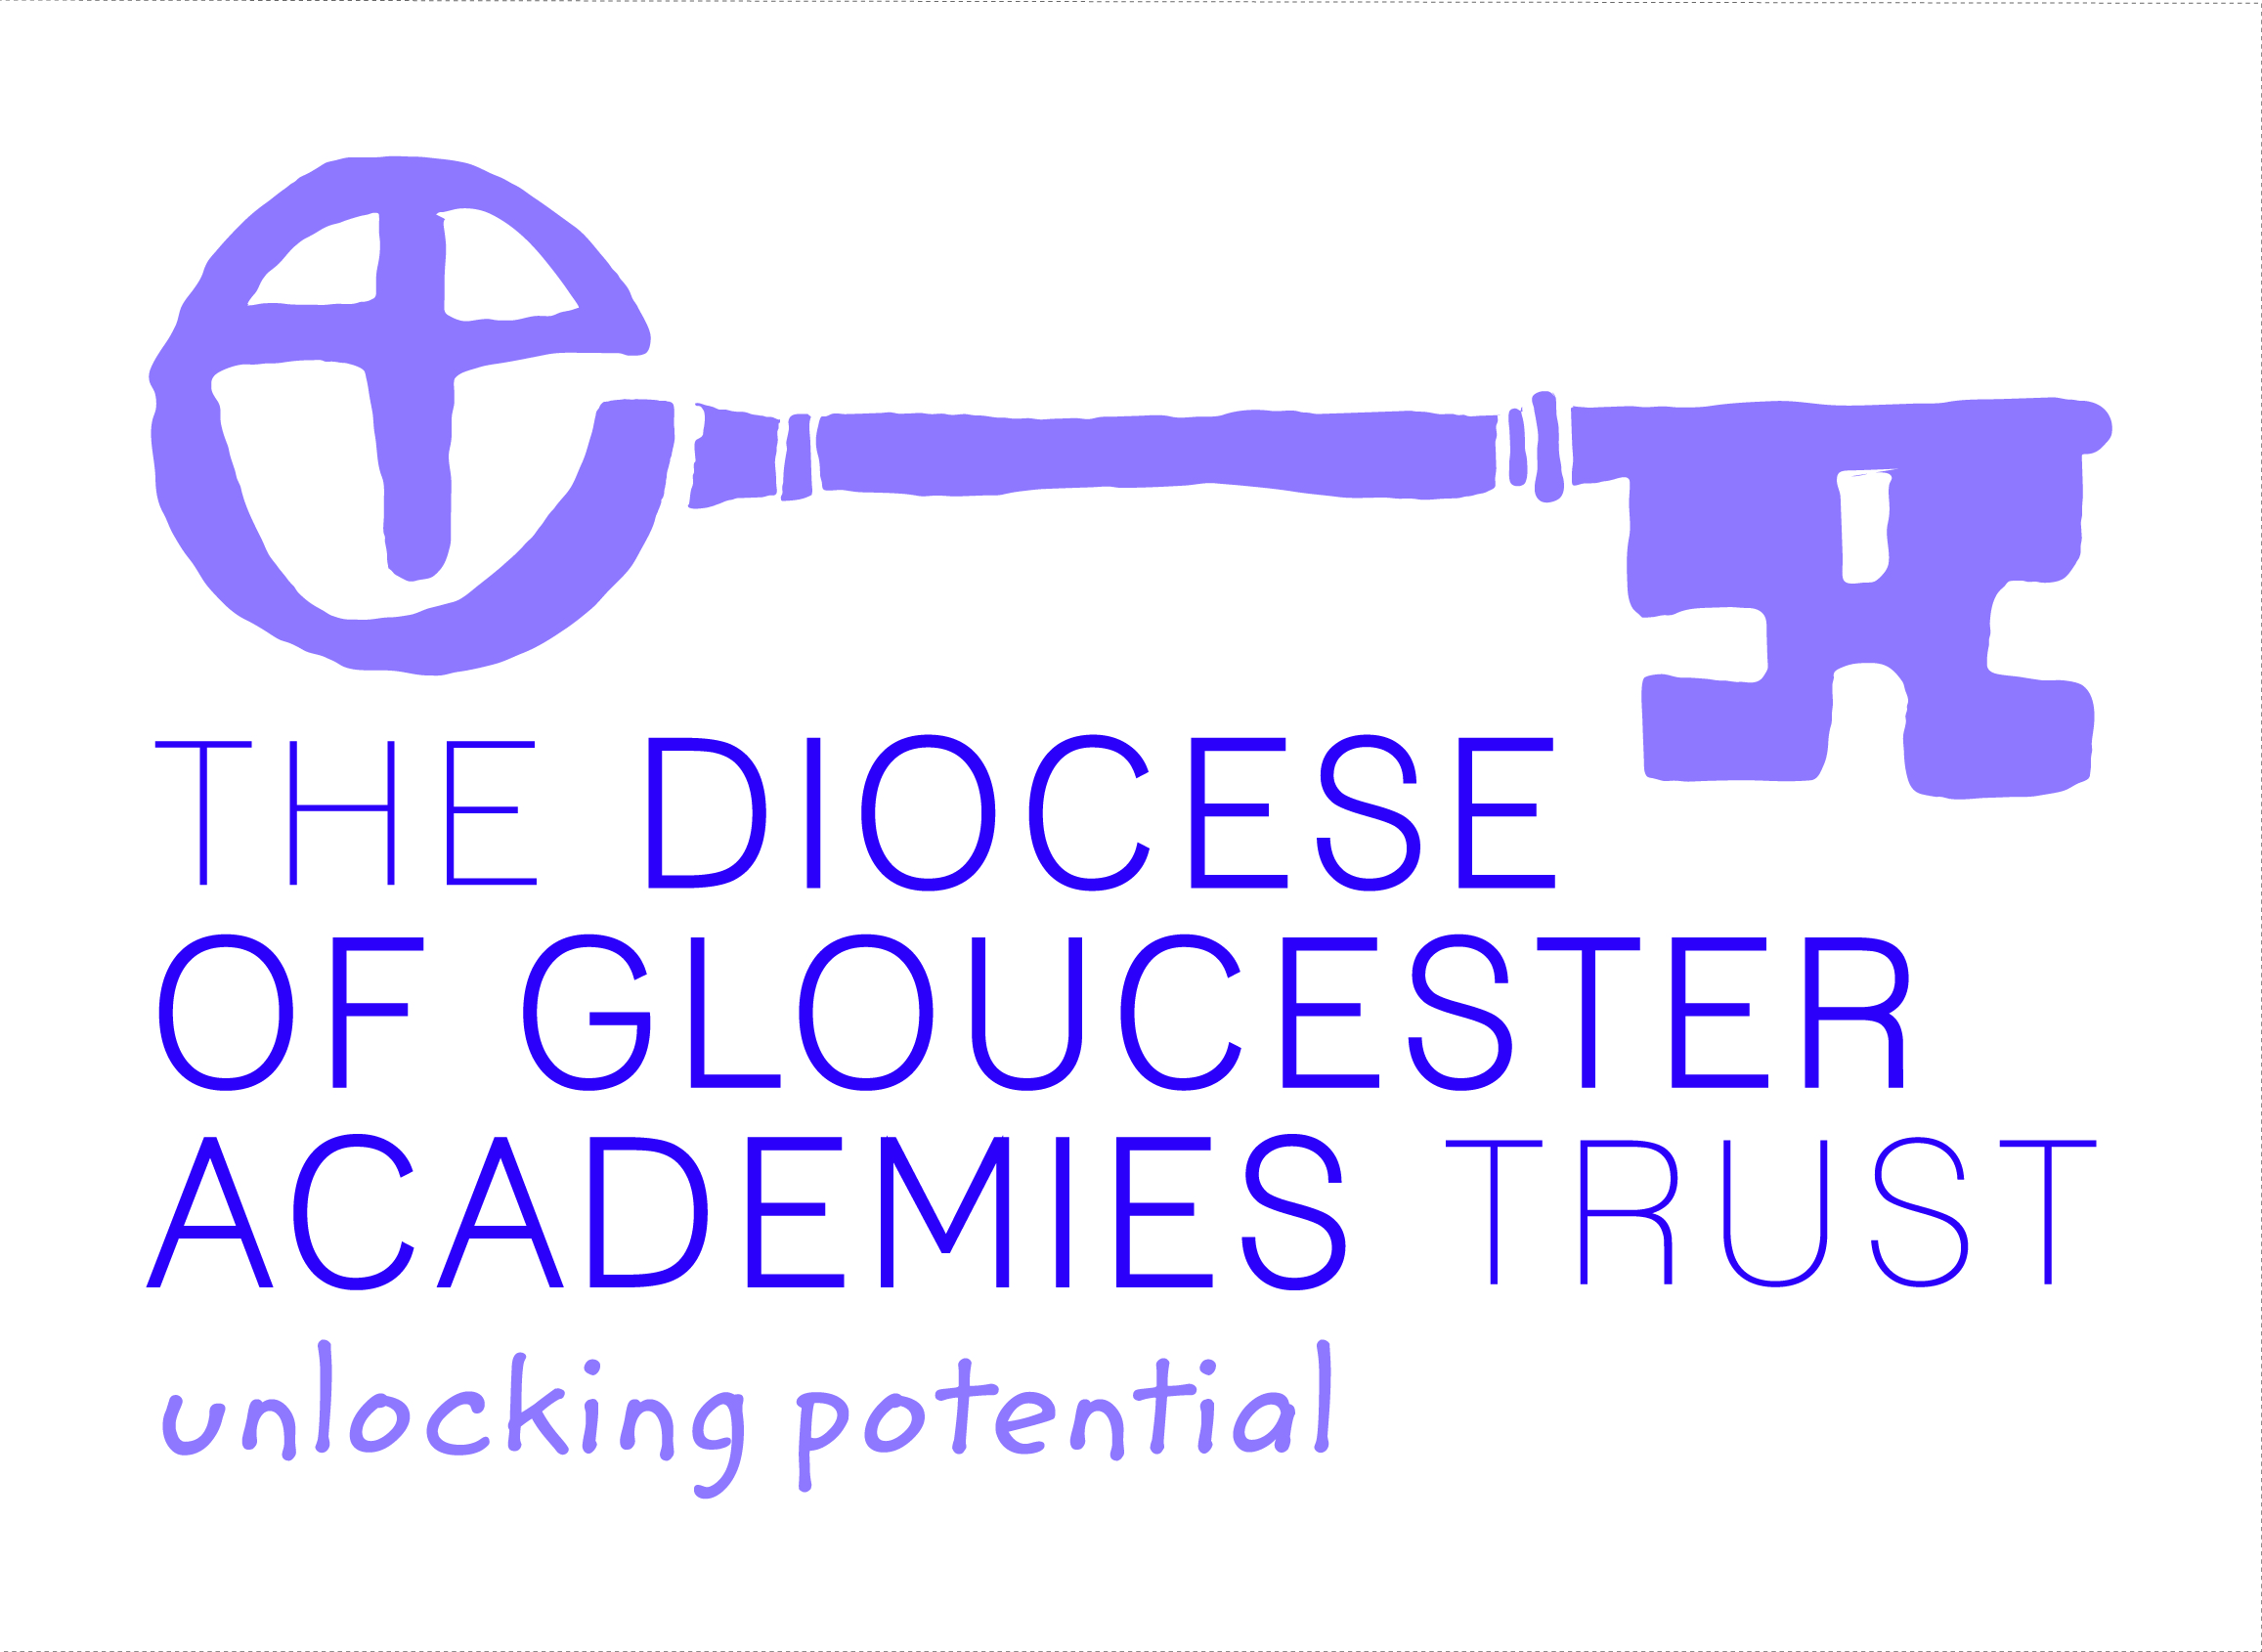 THE DIOCESE
OF GLOUCESTER
ACADEMIES TRUST
unlocking potential